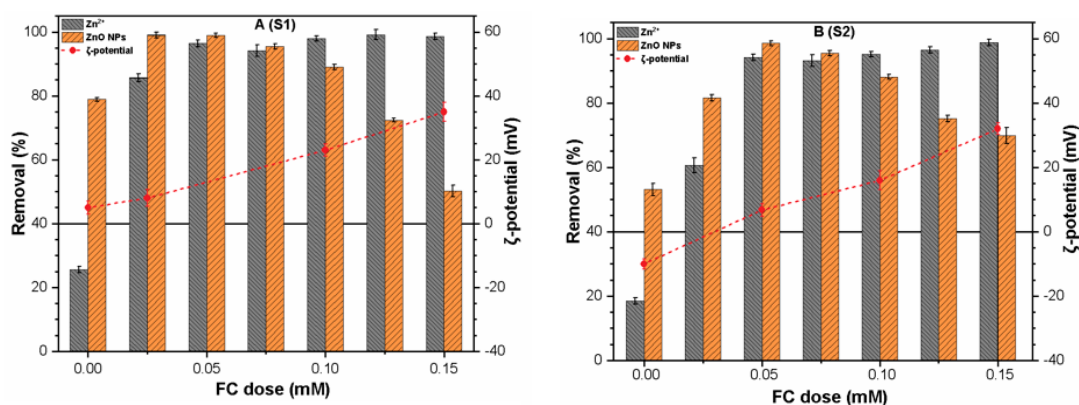 A (S1)
Zn²⁺
ZnO NPs
ζ-potential
Removal (%)
100
80
60
40
20
0
60
40
20
0
-20
-40
ζ-potential (mV)
0.00
0.05
0.10
0.15
FC dose (mM)
B (S2)
Zn²⁺
ZnO NPs
ζ-potential
Removal (%)
100
80
60
40
20
0
60
40
20
0
-20
-40
ζ-potential (mV)
0.00
0.05
0.10
0.15
FC dose (mM)